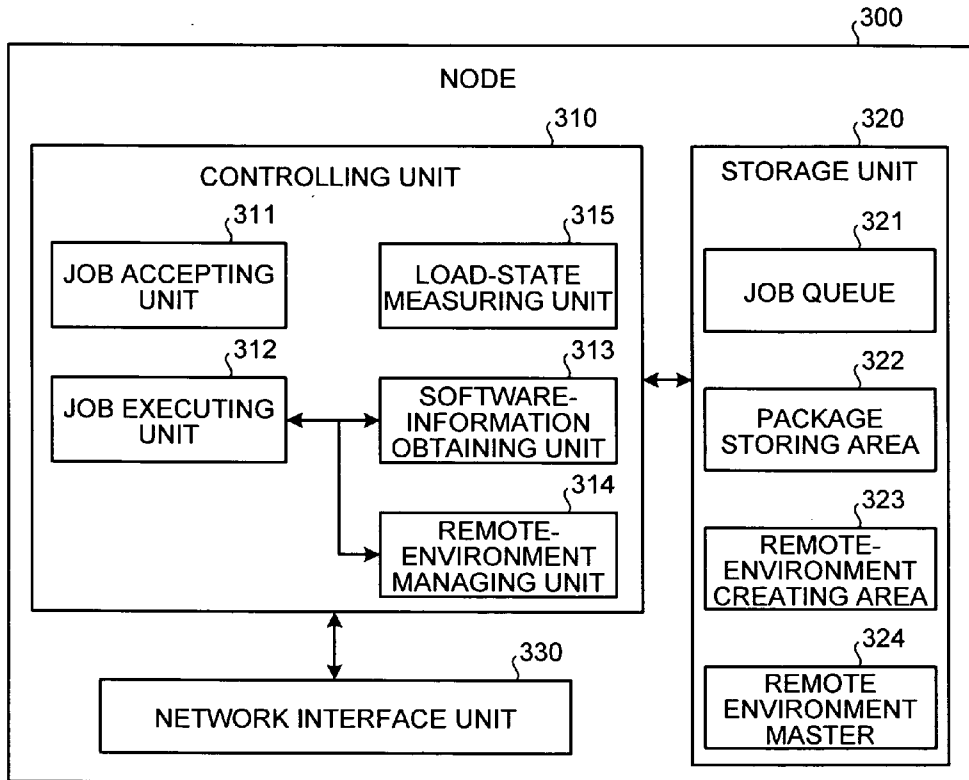 300
NODE
310
CONTROLLING UNIT
311
JOB ACCEPTING
UNIT
315
LOAD-STATE
MEASURING UNIT
312
JOB EXECUTING
UNIT
313
SOFTWARE-
INFORMATION
OBTAINING UNIT
314
REMOTE-
ENVIRONMENT
MANAGING UNIT
320
STORAGE UNIT
321
JOB QUEUE
322
PACKAGE
STORING AREA
323
REMOTE-
ENVIRONMENT
CREATING AREA
324
REMOTE
ENVIRONMENT
MASTER
330
NETWORK INTERFACE UNIT